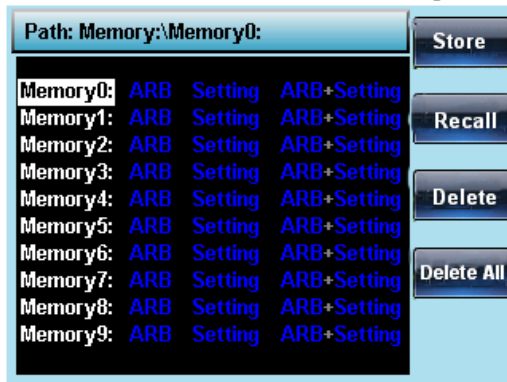 Path: Memory:\Memory0:
Store
Memory0: ARB Setting ARB+Setting
Memory1: ARB Setting ARB+Setting
Recall
Memory2: ARB Setting ARB+Setting
Memory3: ARB Setting ARB+Setting
Memory4: ARB Setting ARB+Setting
Delete
Memory5: ARB Setting ARB+Setting
Memory6: ARB Setting ARB+Setting
Memory7: ARB Setting ARB+Setting
Delete All
Memory8: ARB Setting ARB+Setting
Memory9: ARB Setting ARB+Setting